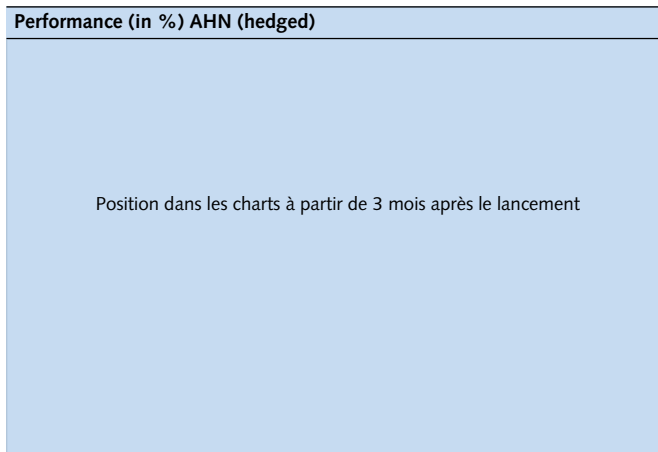 Performance (in %) AHN (hedged)
Position dans les charts à partir de 3 mois après le lancement